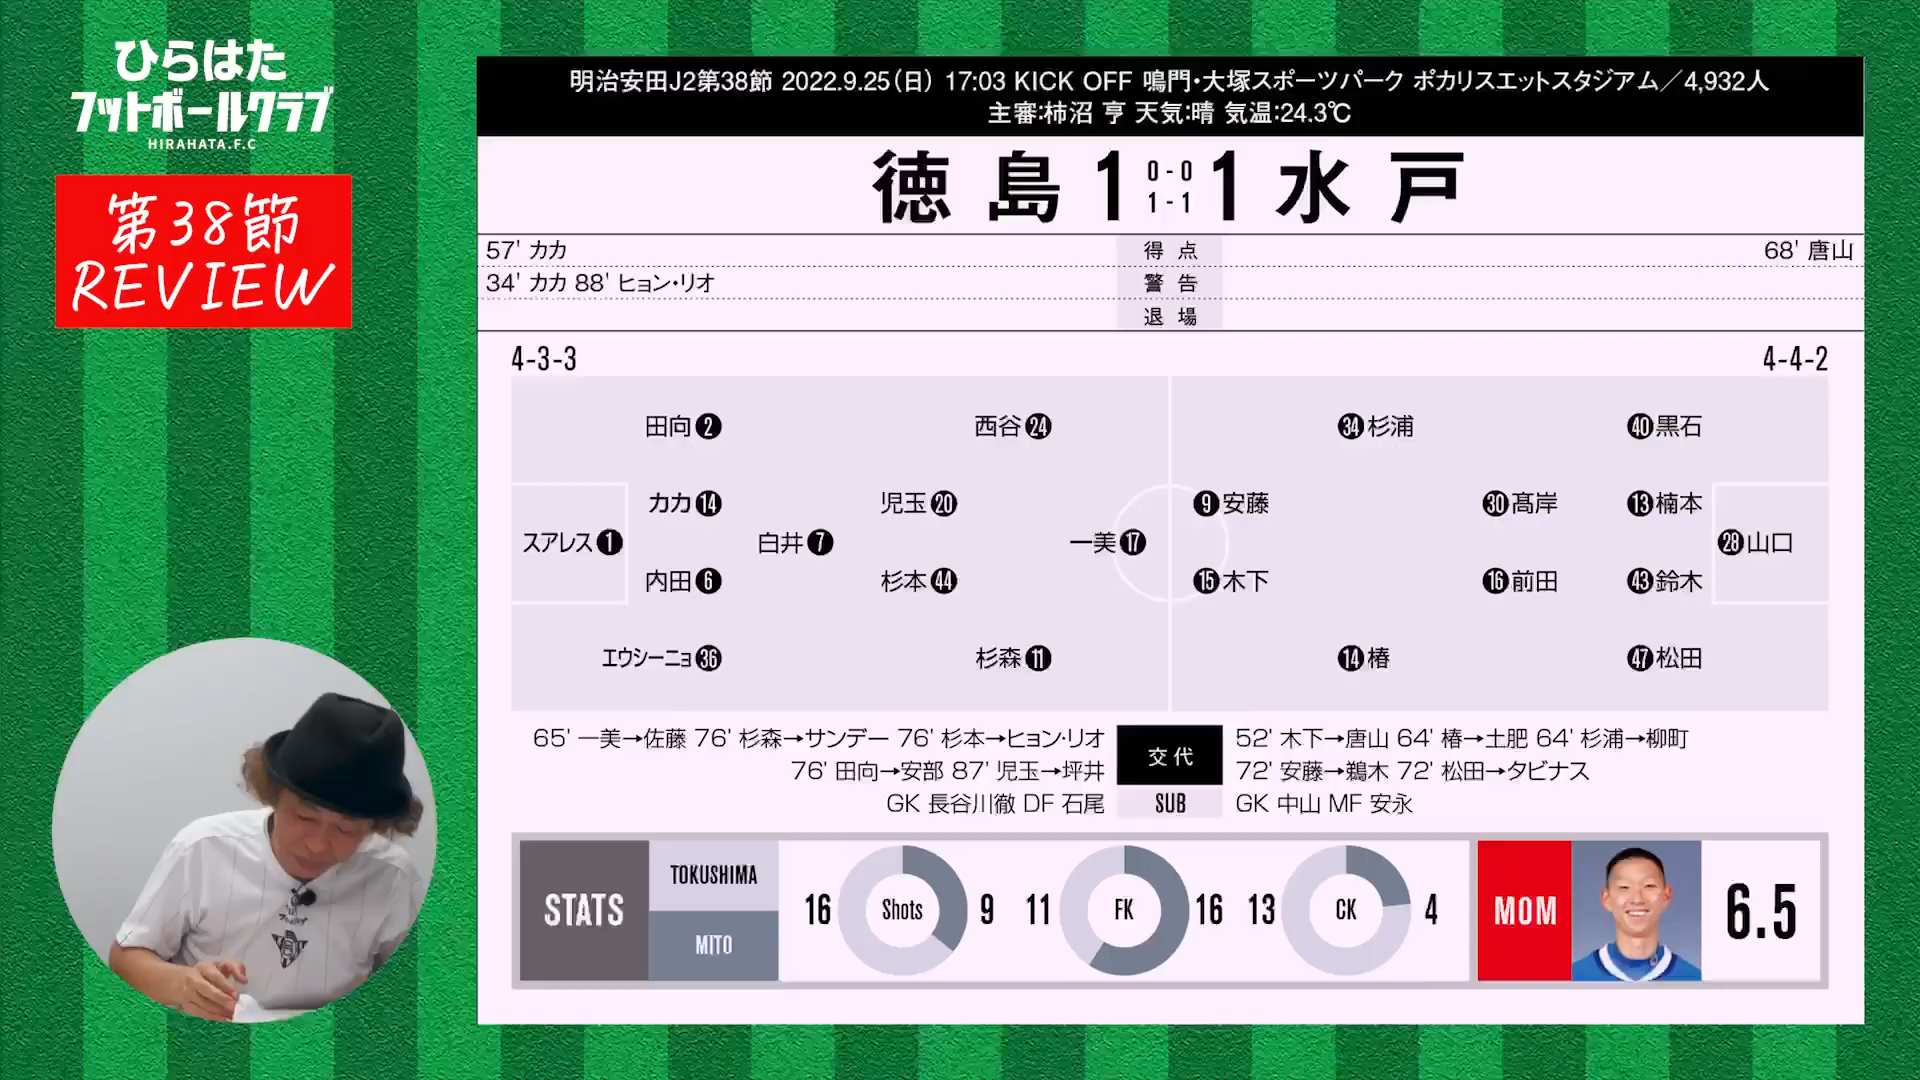 ひらはた
フットボールクラブ
HIRAHATA.F.C
第38節
REVIEW
明治安田J2第38節 2022.9.25(日) 17:03 KICK OFF 鳴門・大塚スポーツパーク ポカリスエットスタジアム／4,932人
主審:柿沼 亨 天気:晴 気温:24.3℃
徳島 1 0-0 1 水戸
1-1
57' カカ 得点 68' 唐山
34' カカ 88' ヒョン・リオ 警告
退場
4-3-3 4-4-2
田向 2 西谷 24 34 杉浦 40 黒石
カカ 14 児玉 20 9 安藤 30 髙岸 13 楠本
スアレス 1 白井 7 一美 17 28 山口
内田 6 杉本 44 15 木下 16 前田 43 鈴木
エウシーニョ 36 杉森 11 14 椿 47 松田
65' 一美→佐藤 76' 杉森→サンデー 76' 杉本→ヒョン・リオ
76' 田向→安部 87' 児玉→坪井
交代
52' 木下→唐山 64' 椿→土肥 64' 杉浦→柳町
72' 安藤→鵜木 72' 松田→タビナス
GK 長谷川徹 DF 石尾 SUB GK 中山 MF 安永
STATS
TOKUSHIMA
MITO
16 Shots 9 11 FK 16 13 CK 4
MOM 6.5